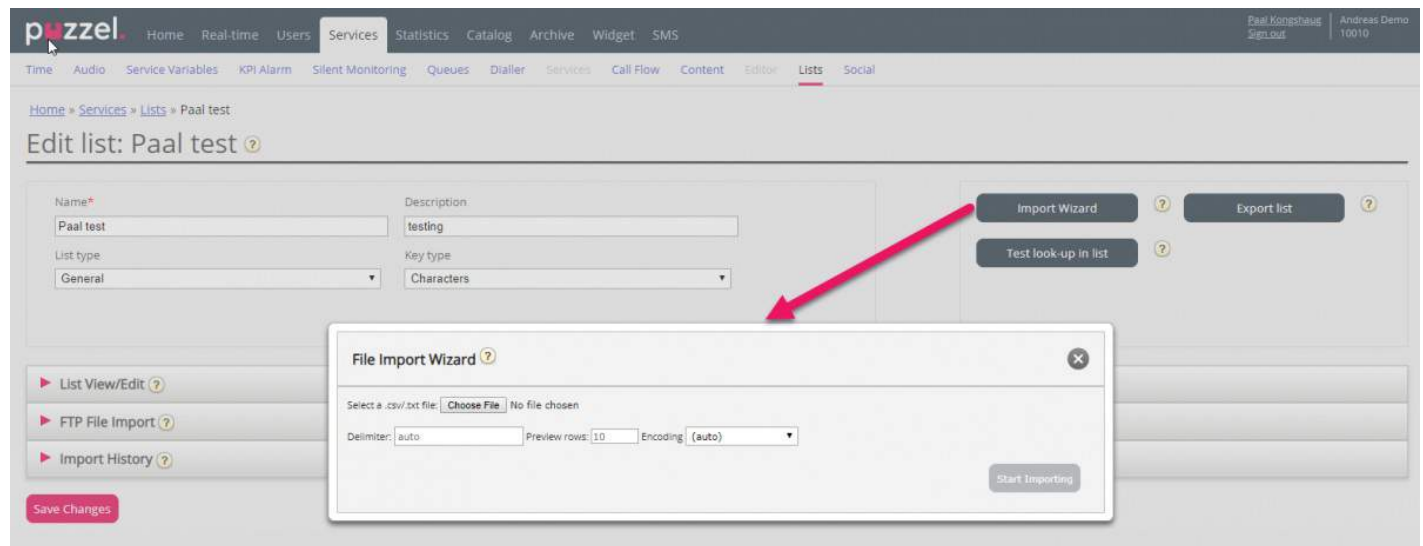 puzzel.
Home Real-time Users Services Statistics Catalog Archive Widget SMS
Paal Kongshaug
Sign out
Andreas Demo
10010
Time Audio Service Variables KPI Alarm Silent Monitoring Queues Dialler Services Call Flow Content Editor Lists Social
Home » Services » Lists » Paal test
Edit list: Paal test ?
Name* Description
Paal test testing
List type Key type
General Characters
Import Wizard ? Export list ?
Test look-up in list ?
File Import Wizard ?
Select a .csv/.txt file: Choose File No file chosen
Delimiter: auto Preview rows: 10 Encoding (auto)
Start Importing
List View/Edit ?
FTP File Import ?
Import History ?
Save Changes